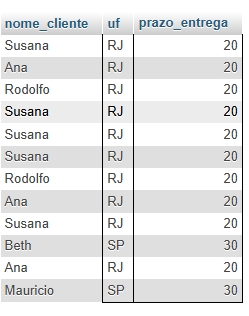 nome_cliente uf prazo_entrega
Susana RJ 20
Ana RJ 20
Rodolfo RJ 20
Susana RJ 20
Susana RJ 20
Susana RJ 20
Rodolfo RJ 20
Ana RJ 20
Susana RJ 20
Beth SP 30
Ana RJ 20
Mauricio SP 30